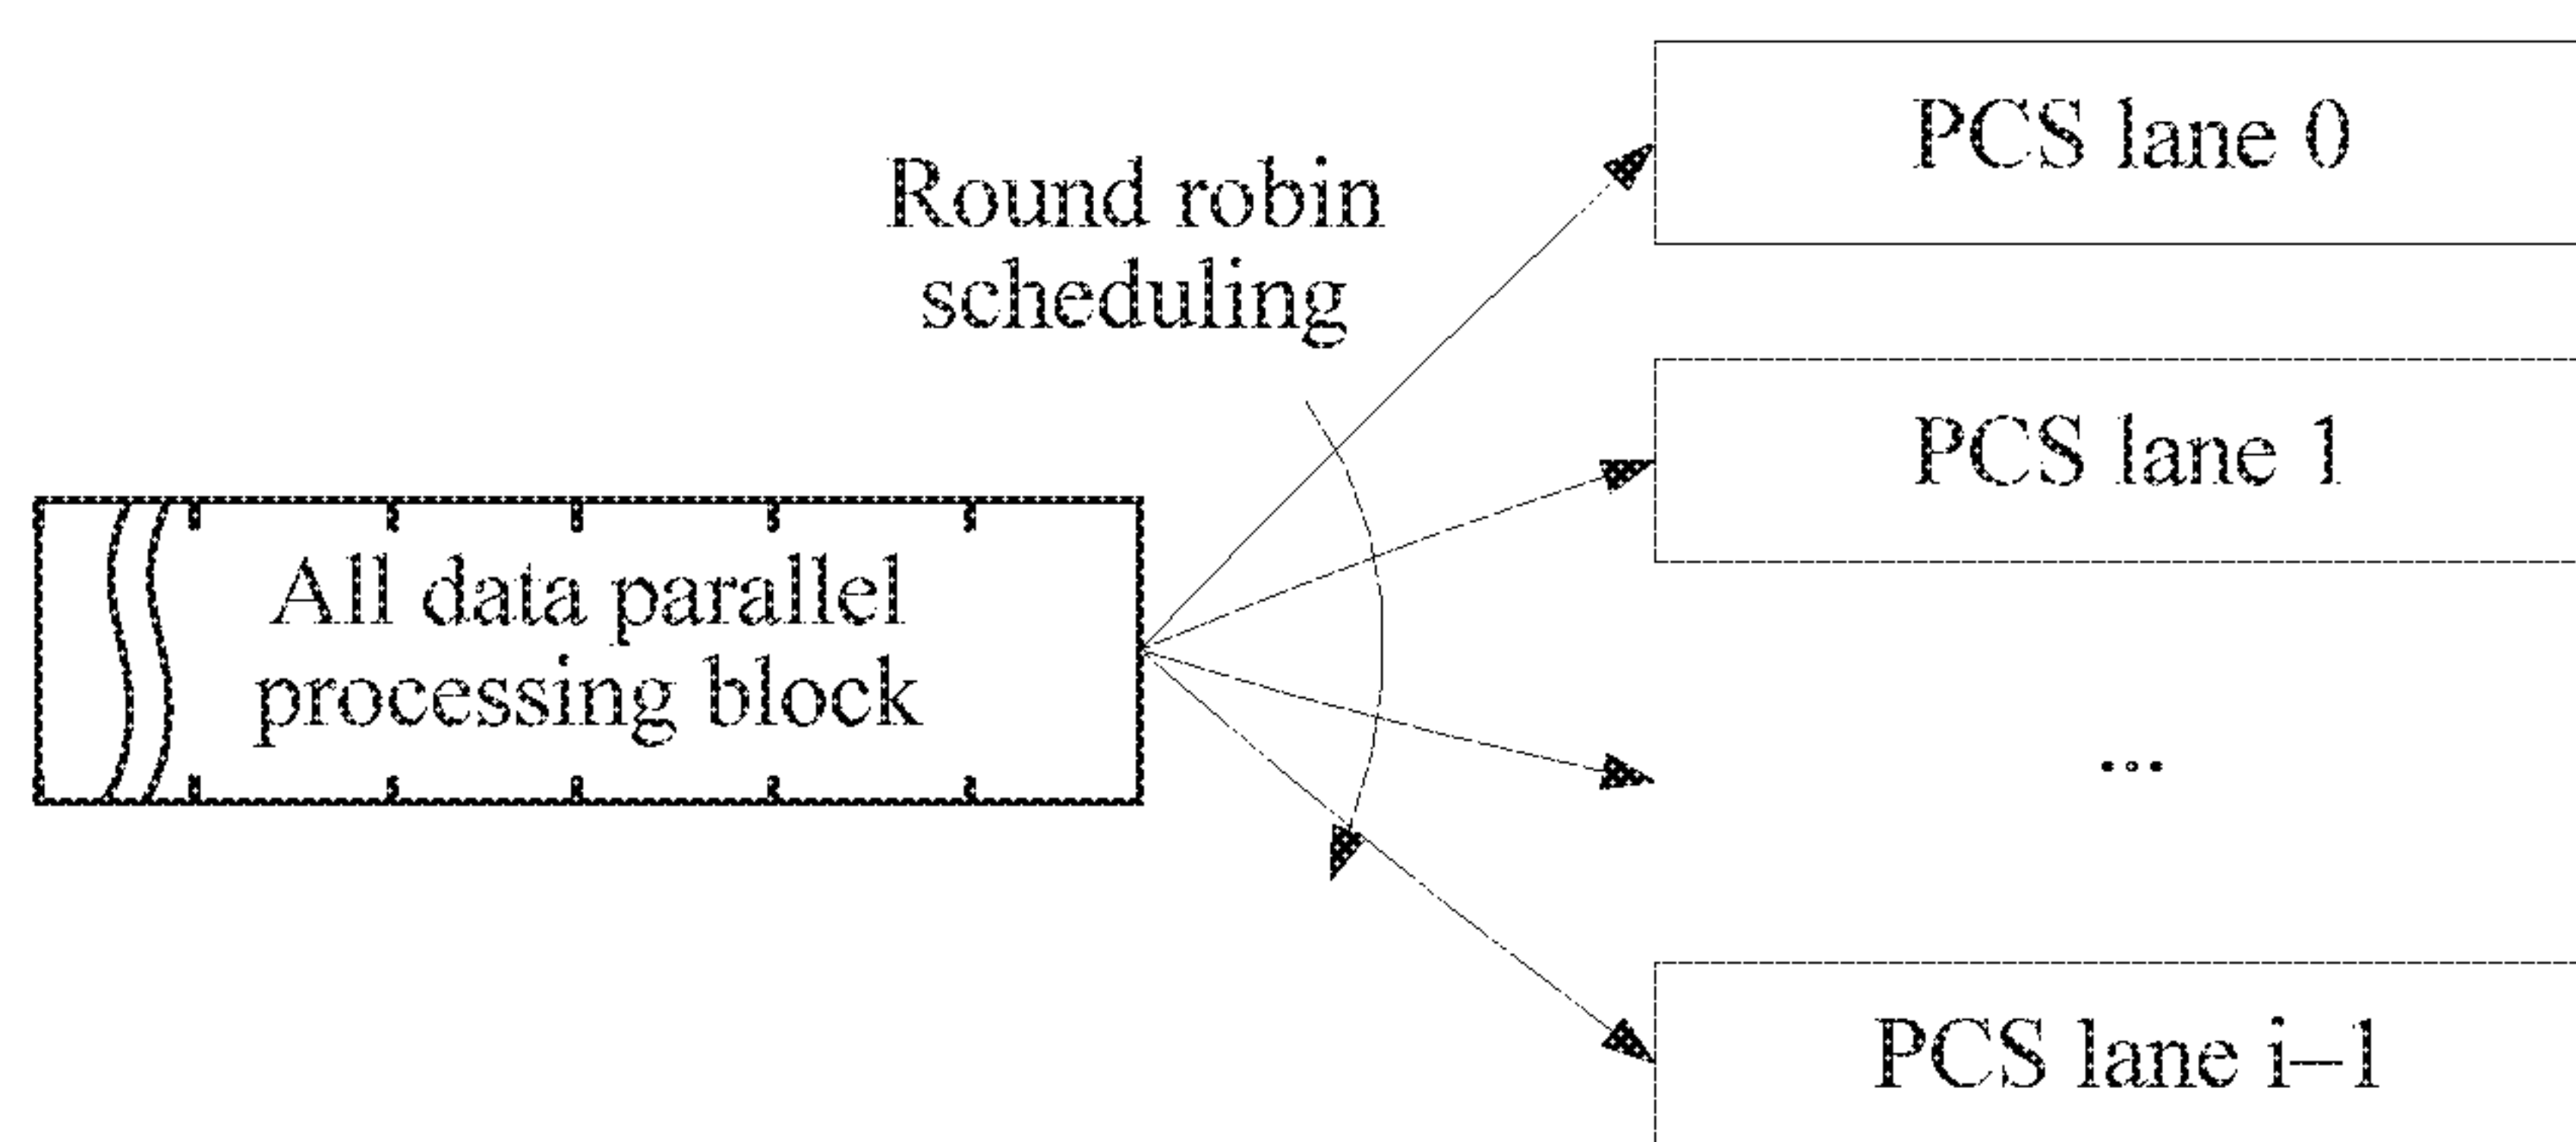 Round robin
scheduling
All data parallel
processing block
PCS lane 0
PCS lane 1
...
PCS lane i–1